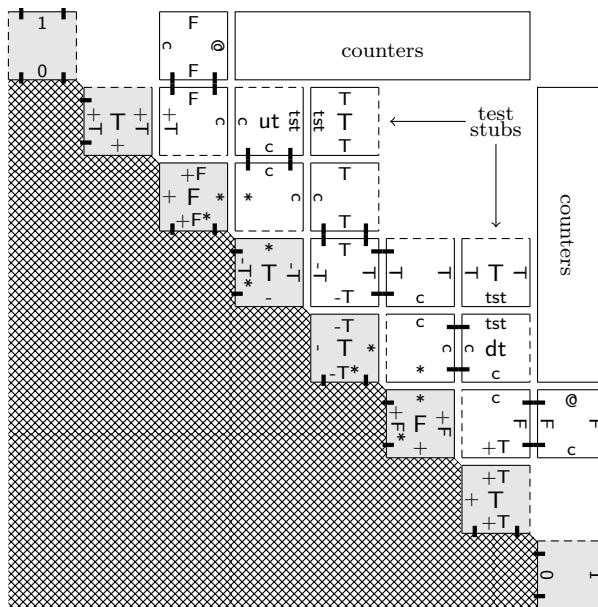 1
0
F
c @
F
counters
+T T +T
+
F
+T c
c ut tst
c
tst T
T
T
test
stubs
+F
+ F *
+F*
c
* c
T
c
T
counters
*
-T* T -T
-
T
-T T
-T
T
c
T T T
tst
-T
- T *
-T*
c
c
*
tst
c dt
c
*
+F* F +F
+
c
F
+T
@
F F
c
+T
+ T
+T
0 1